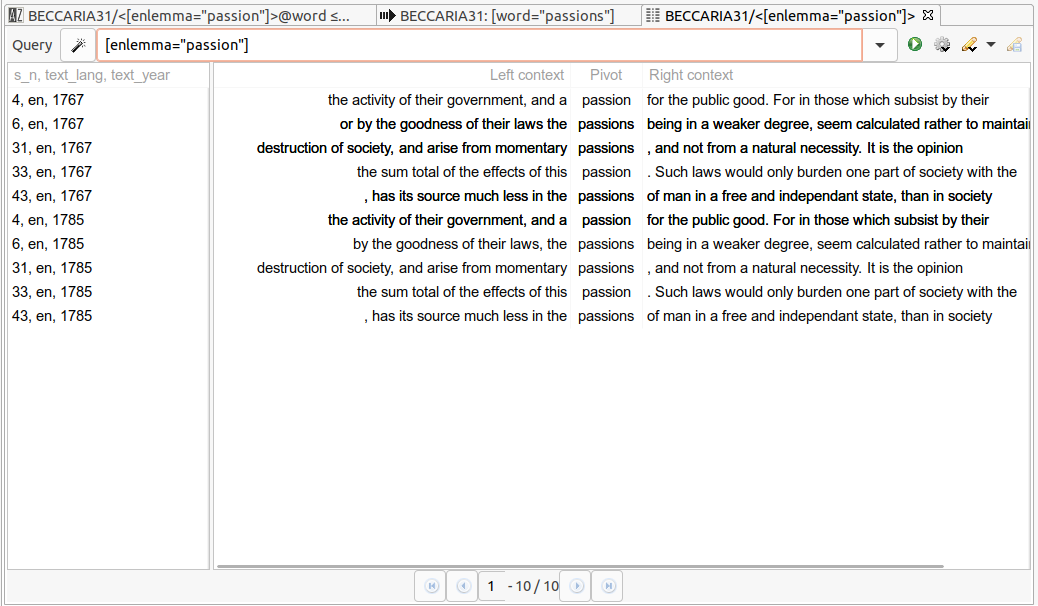 BECCARIA31/<[enlemma="passion"]>@word ≤... BECCARIA31: [word="passions"] BECCARIA31/<[enlemma="passion"]>
Query [enlemma="passion"]
s_n, text_lang, text_year Left context Pivot Right context
4, en, 1767 the activity of their government, and a passion for the public good. For in those which subsist by their
6, en, 1767 or by the goodness of their laws the passions being in a weaker degree, seem calculated rather to maintai
31, en, 1767 destruction of society, and arise from momentary passions , and not from a natural necessity. It is the opinion
33, en, 1767 the sum total of the effects of this passion . Such laws would only burden one part of society with the
43, en, 1767 , has its source much less in the passions of man in a free and independant state, than in society
4, en, 1785 the activity of their government, and a passion for the public good. For in those which subsist by their
6, en, 1785 by the goodness of their laws, the passions being in a weaker degree, seem calculated rather to maintai
31, en, 1785 destruction of society, and arise from momentary passions , and not from a natural necessity. It is the opinion
33, en, 1785 the sum total of the effects of this passion . Such laws would only burden one part of society with the
43, en, 1785 , has its source much less in the passions of man in a free and independant state, than in society
1 - 10 / 10